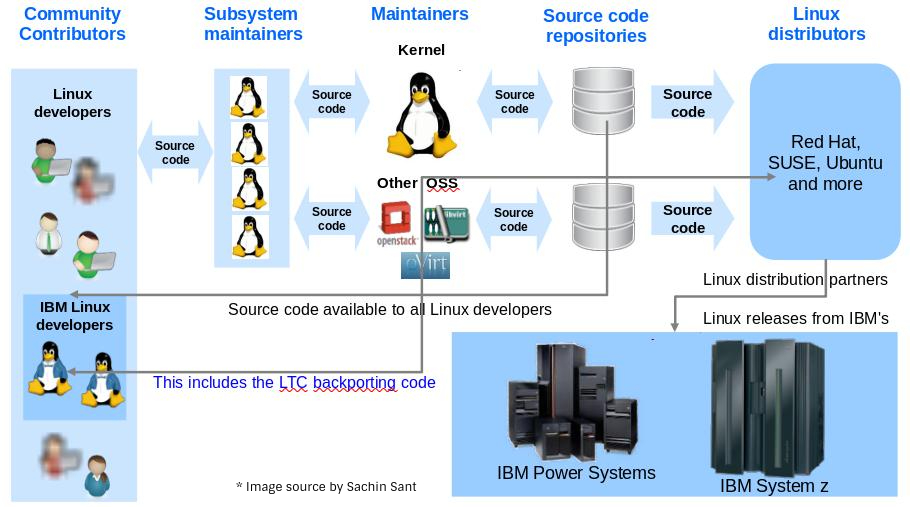 Community
Contributors
Subsystem
maintainers
Maintainers
Source code
repositories
Linux
distributors
Kernel
Linux
developers
Source
code
Source
code
Source
code
Source
code
Red Hat,
SUSE, Ubuntu
and more
Other OSS
openstack
libvirt
oVirt
Source
code
Source
code
Source
code
Linux distribution partners
IBM Linux
developers
Source code available to all Linux developers
Linux releases from IBM's
This includes the LTC backporting code
IBM Power Systems
IBM System z
* Image source by Sachin Sant